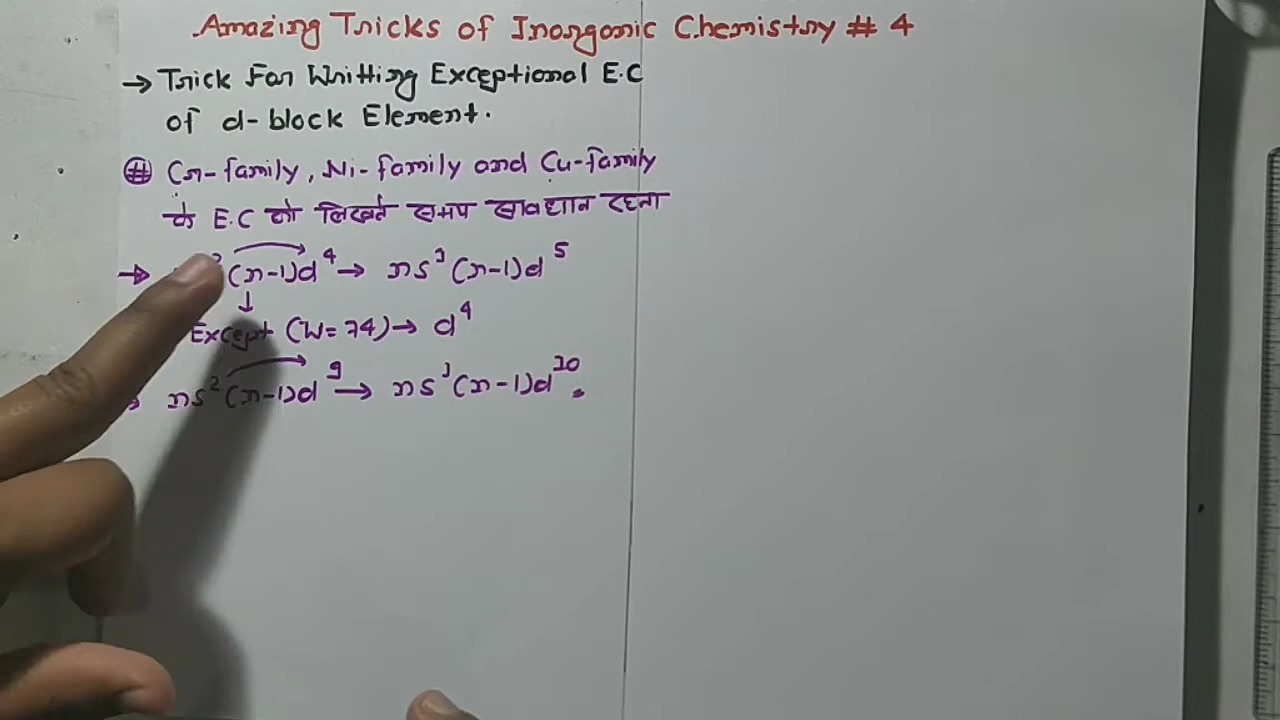 Amazing Tricks of Inorganic Chemistry # 4
→ Trick For Writting Exceptional E.C
of d-block Element.
# Cr-family, Ni-family and Cu-family
के E.C को लिखते समय सावधान रहना
→ (n-1)d⁴ → ns¹(n-1)d⁵
↓
Except (W=74) → d⁴
ns²(n-1)d⁹ → ns¹(n-1)d¹⁰.